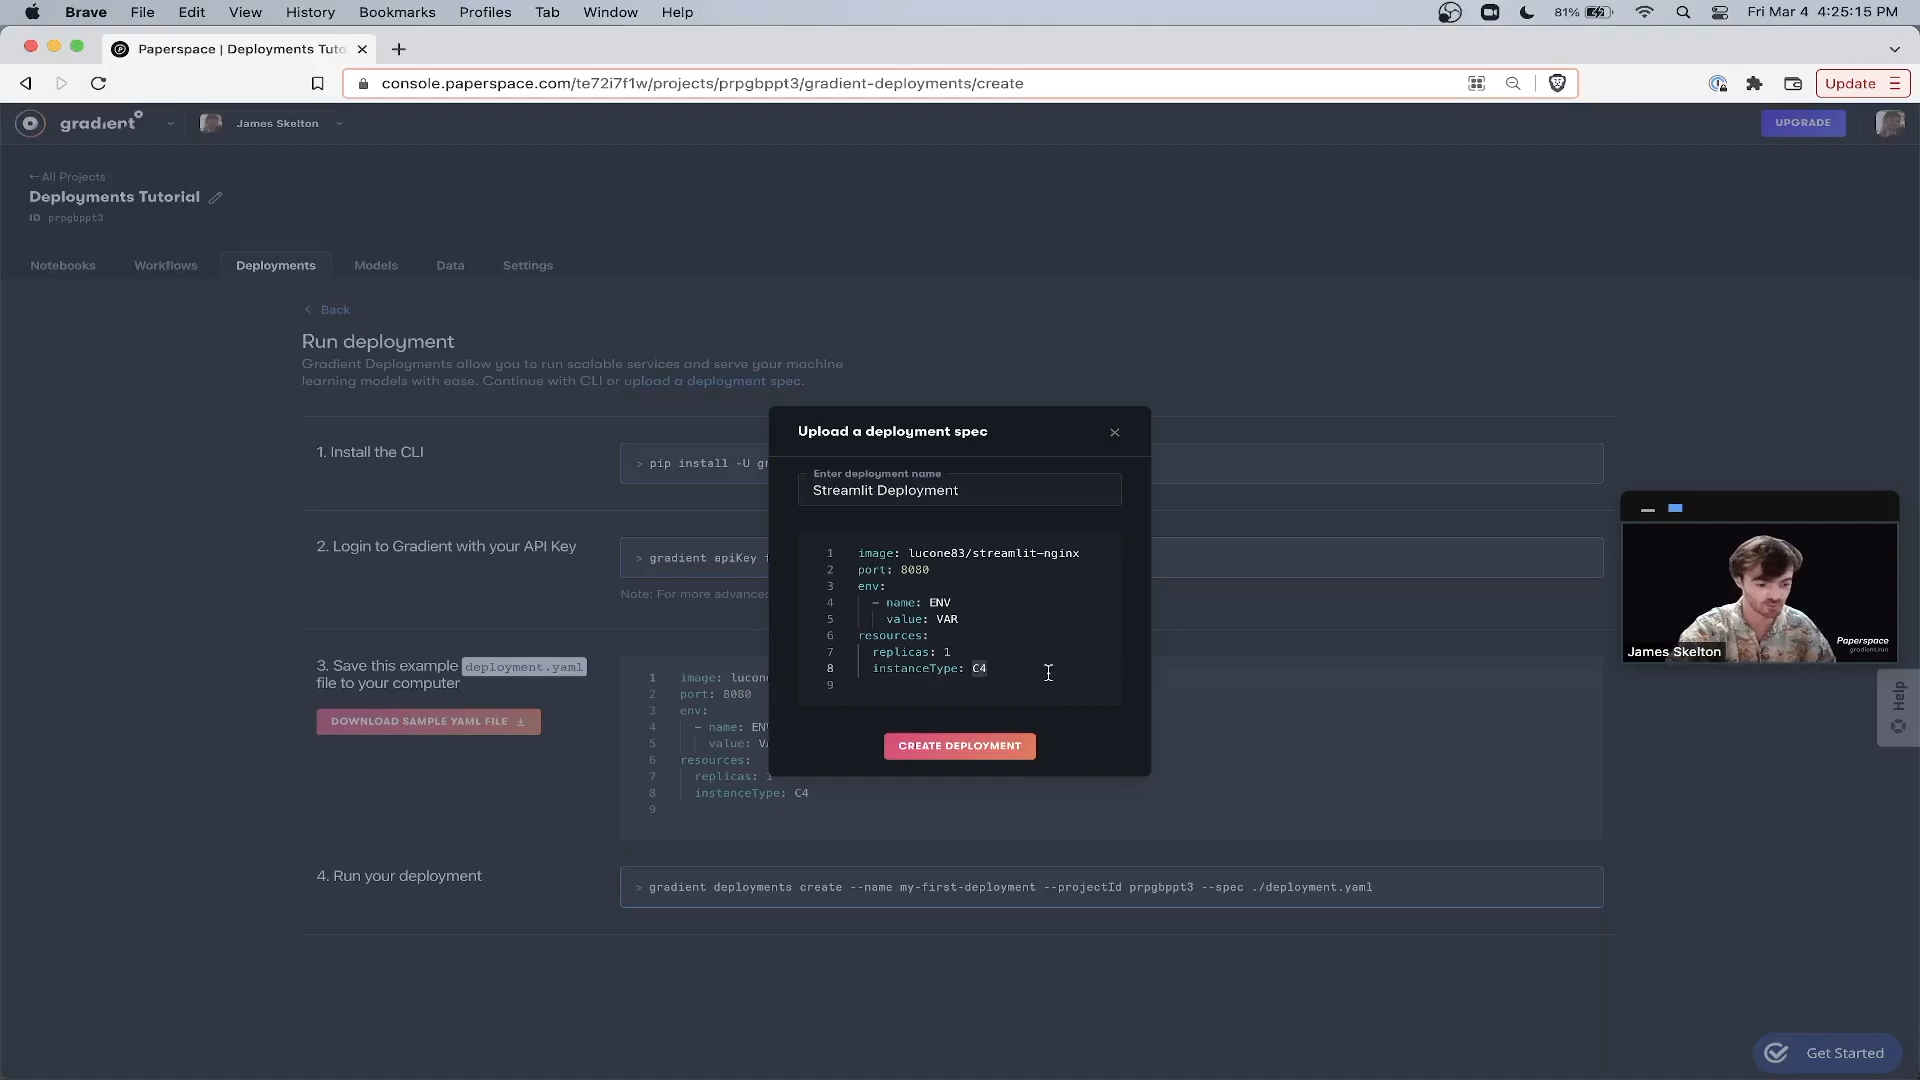 Brave File Edit View History Bookmarks Profiles Tab Window Help 81% Fri Mar 4 4:25:15 PM
Paperspace | Deployments Tuto
console.paperspace.com/te72i7f1w/projects/prpgbppt3/gradient-deployments/create Update
gradient James Skelton UPGRADE
← All Projects
Deployments Tutorial
ID prpgbppt3
Notebooks Workflows Deployments Models Data Settings
Back
Run deployment
Gradient Deployments allow you to run scalable services and serve your machine
learning models with ease. Continue with CLI or upload a deployment spec.
1. Install the CLI
> pip install -U gr
2. Login to Gradient with your API Key
> gradient apiKey
Note: For more advanced
3. Save this example deployment.yaml
file to your computer
DOWNLOAD SAMPLE YAML FILE
1 image: lucon
2 port: 8080
3 env:
4 - name: ENV
5 value: VA
6 resources:
7 replicas: 1
8 instanceType: C4
9
4. Run your deployment
> gradient deployments create --name my-first-deployment --projectId prpgbppt3 --spec ./deployment.yaml
Upload a deployment spec
Enter deployment name
Streamlit Deployment
1 image: lucone83/streamlit-nginx
2 port: 8080
3 env:
4 - name: ENV
5 value: VAR
6 resources:
7 replicas: 1
8 instanceType: C4
9
CREATE DEPLOYMENT
Paperspace
gradient.run
James Skelton
Help
Get Started